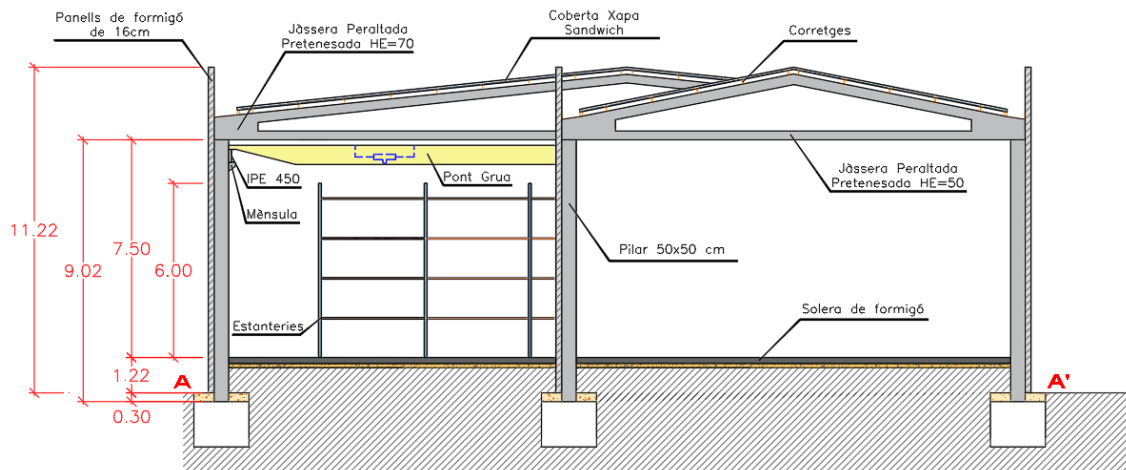 Panells de formigó
de 16cm
Jàssera Peraltada
Pretenesada HE=70
Coberta Xapa
Sandwich
Corretges
IPE 450
Pont Grua
Mènsula
Jàssera Peraltada
Pretenesada HE=50
11.22
9.02
7.50
6.00
Pilar 50x50 cm
Estanteries
Solera de formigó
1.22
A
A'
0.30